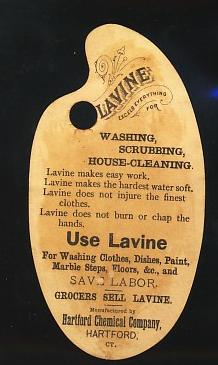 LAVINE
EXCELS EVERYTHING
FOR
WASHING,
SCRUBBING,
HOUSE-CLEANING.
Lavine makes easy work.
Lavine makes the hardest water soft.
Lavine does not injure the finest
clothes.
Lavine does not burn or chap the
hands.
Use Lavine
For Washing Clothes, Dishes, Paint,
Marble Steps, Floors, &c., and
SAVE LABOR.
GROCERS SELL LAVINE.
Manufactured by
Hartford Chemical Company,
HARTFORD,
CT.